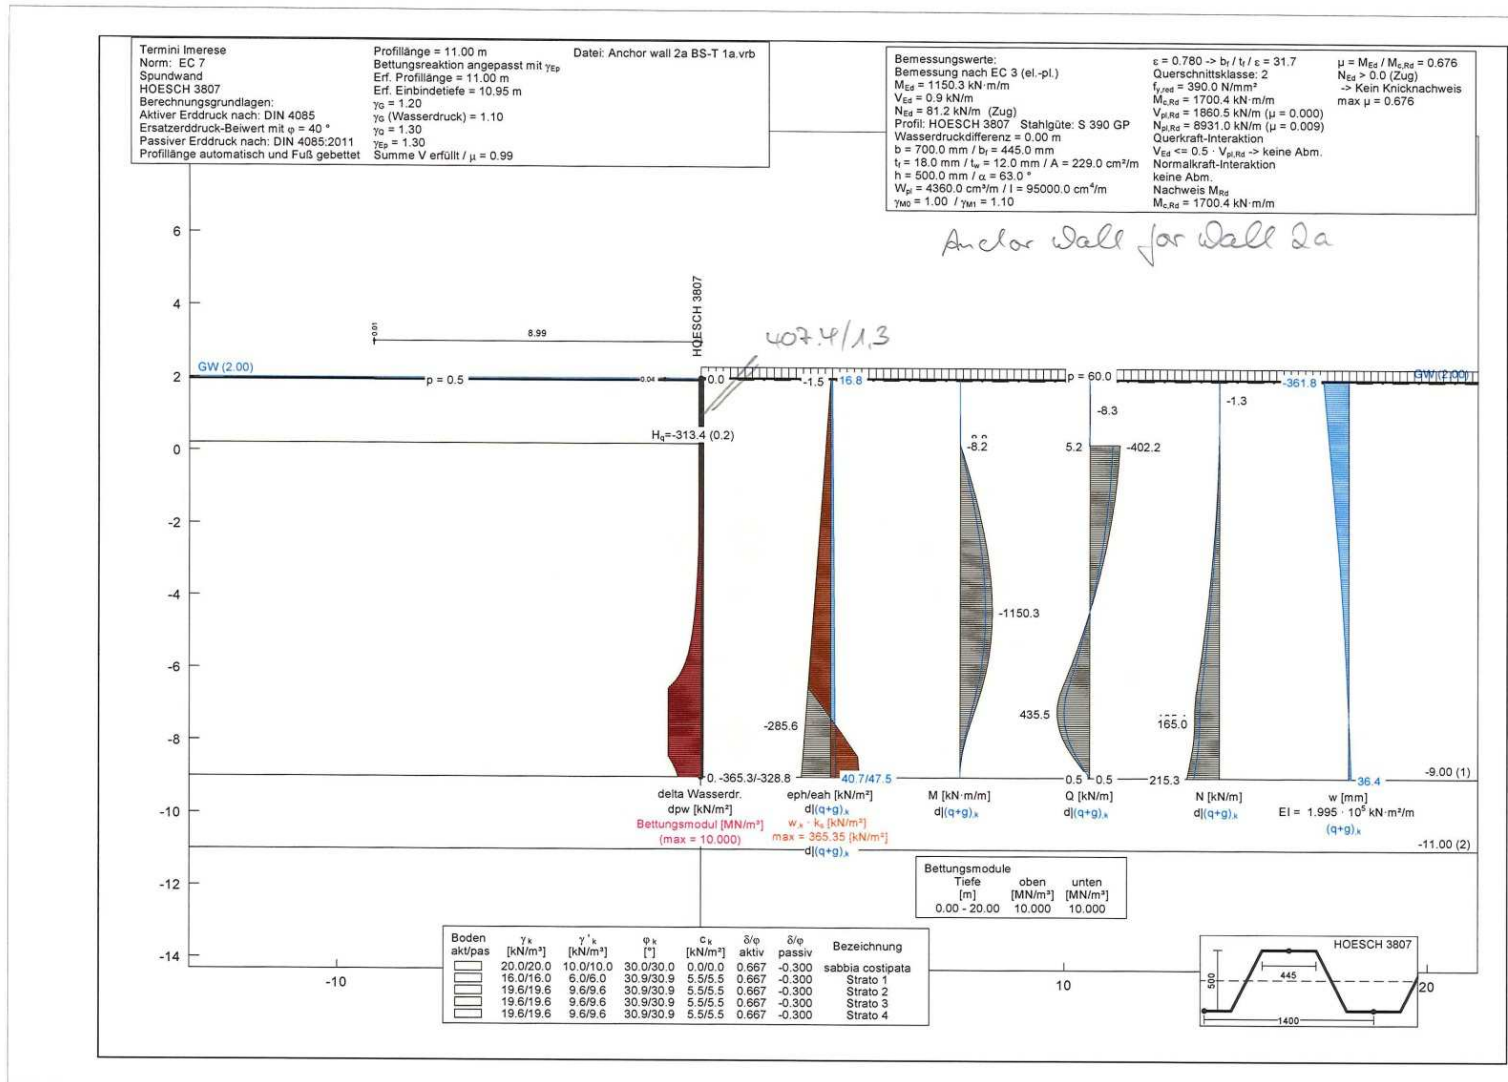 Termini Imerese
Norm: EC 7
Spundwand
HOESCH 3807
Berechnungsgrundlagen:
Aktiver Erddruck nach: DIN 4085
Ersatzerddruck-Beiwert mit φ = 40 °
Passiver Erddruck nach: DIN 4085:2011
Profillänge automatisch und Fuß gebettet
Profillänge = 11.00 m
Bettungsreaktion angepasst mit γEp
Erf. Profillänge = 11.00 m
Erf. Einbindetiefe = 10.95 m
γG = 1.20
γG (Wasserdruck) = 1.10
γQ = 1.30
γEp = 1.30
Summe V erfüllt / μ = 0.99
Datei: Anchor wall 2a BS-T 1a.vrb
Bemessungswerte:
Bemessung nach EC 3 (el.-pl.)
MEd = 1150.3 kN·m/m
VEd = 0.9 kN/m
NEd = 81.2 kN/m (Zug)
Profil: HOESCH 3807 Stahlgüte: S 390 GP
Wasserdruckdifferenz = 0.00 m
b = 700.0 mm / bf = 445.0 mm
tf = 18.0 mm / tw = 12.0 mm / A = 229.0 cm²/m
h = 500.0 mm / α = 63.0 °
Wpl = 4360.0 cm³/m / I = 95000.0 cm⁴/m
γM0 = 1.00 / γM1 = 1.10
ε = 0.780 -> bf / tf / ε = 31.7
Querschnittsklasse: 2
fy,red = 390.0 N/mm²
Mc,Rd = 1700.4 kN·m/m
Vpl,Rd = 1860.5 kN/m (μ = 0.000)
Npl,Rd = 8931.0 kN/m (μ = 0.009)
Querkraft-Interaktion
VEd <= 0.5 · Vpl,Rd -> keine Abm.
Normalkraft-Interaktion
keine Abm.
Nachweis MRd
Mc,Rd = 1700.4 kN·m/m
μ = MEd / Mc,Rd = 0.676
NEd > 0.0 (Zug)
-> Kein Knicknachweis
max μ = 0.676
Anchor Wall for Wall 2a
6
4
2
0
-2
-4
-6
-8
-10
-12
-14
0.01
8.99
HOESCH 3807
407.4/1,3
GW (2.00)
p = 0.5
0.04
0.0
-1.5
16.8
p = 60.0
-361.8
GW (2.00)
-8.3
-1.3
Hq=-313.4 (0.2)
-8.2
5.2
-402.2
-1150.3
-285.6
435.5
165.0
0.
-365.3/-328.8
40.7/47.5
0.5
0.5
215.3
36.4
-9.00 (1)
delta Wasserdr.
dpw [kN/m²]
Bettungsmodul [MN/m³]
(max = 10.000)
eph/eah [kN/m²]
d|(q+g),k
w,k · ks [kN/m²]
max = 365.35 [kN/m²]
d|(q+g),k
M [kN·m/m]
d|(q+g),k
Q [kN/m]
d|(q+g),k
N [kN/m]
d|(q+g),k
w [mm]
EI = 1.995 · 10⁵ kN·m²/m
(q+g),k
-11.00 (2)
Bettungsmodule
Tiefe oben unten
[m] [MN/m³] [MN/m³]
0.00 - 20.00 10.000 10.000
Boden γk γ'k φk ck δ/φ δ/φ Bezeichnung
akt/pas [kN/m³] [kN/m³] [°] [kN/m²] aktiv passiv
20.0/20.0 10.0/10.0 30.0/30.0 0.0/0.0 0.667 -0.300 sabbia costipata
16.0/16.0 6.0/6.0 30.9/30.9 5.5/5.5 0.667 -0.300 Strato 1
19.6/19.6 9.6/9.6 30.9/30.9 5.5/5.5 0.667 -0.300 Strato 2
19.6/19.6 9.6/9.6 30.9/30.9 5.5/5.5 0.667 -0.300 Strato 3
19.6/19.6 9.6/9.6 30.9/30.9 5.5/5.5 0.667 -0.300 Strato 4
-10
10
20
HOESCH 3807
500
445
1400